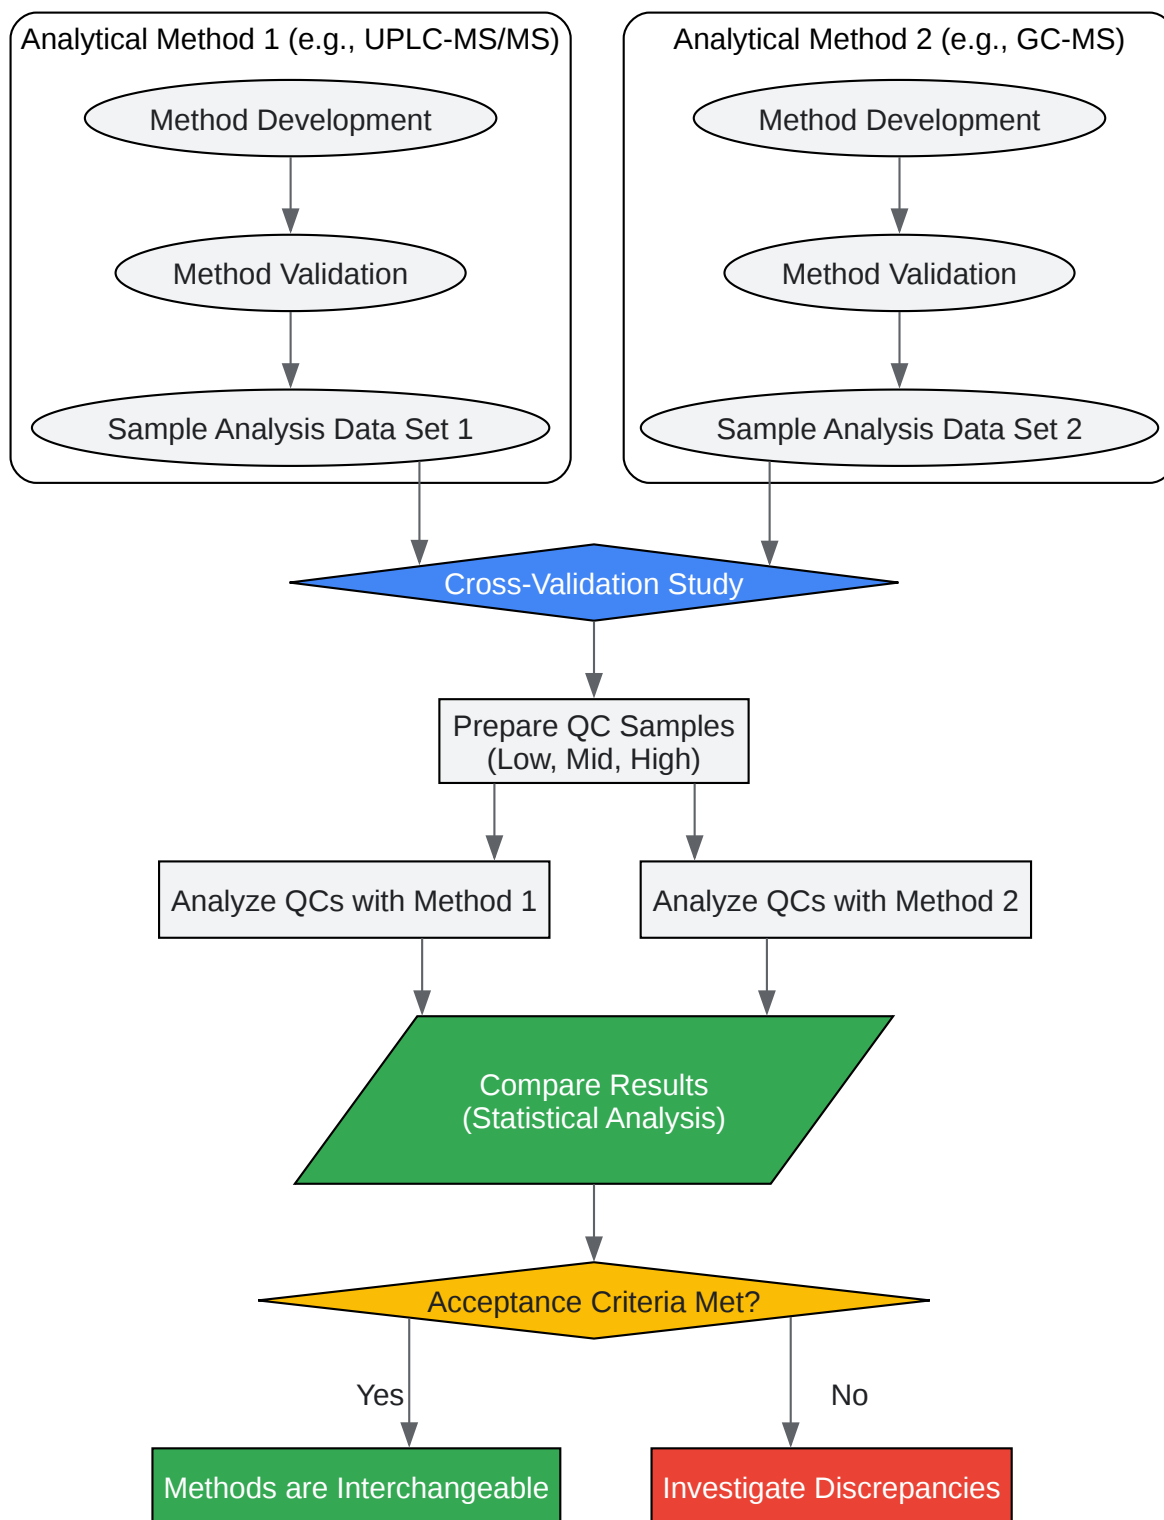 Analytical Method 1 (e.g., UPLC-MS/MS)
Analytical Method 2 (e.g., GC-MS)
Method Development
Method Development
Method Validation
Method Validation
Sample Analysis Data Set 1
Sample Analysis Data Set 2
Cross-Validation Study
Prepare QC Samples
(Low, Mid, High)
Analyze QCs with Method 1
Analyze QCs with Method 2
Compare Results
(Statistical Analysis)
Acceptance Criteria Met?
Yes
No
Methods are Interchangeable
Investigate Discrepancies